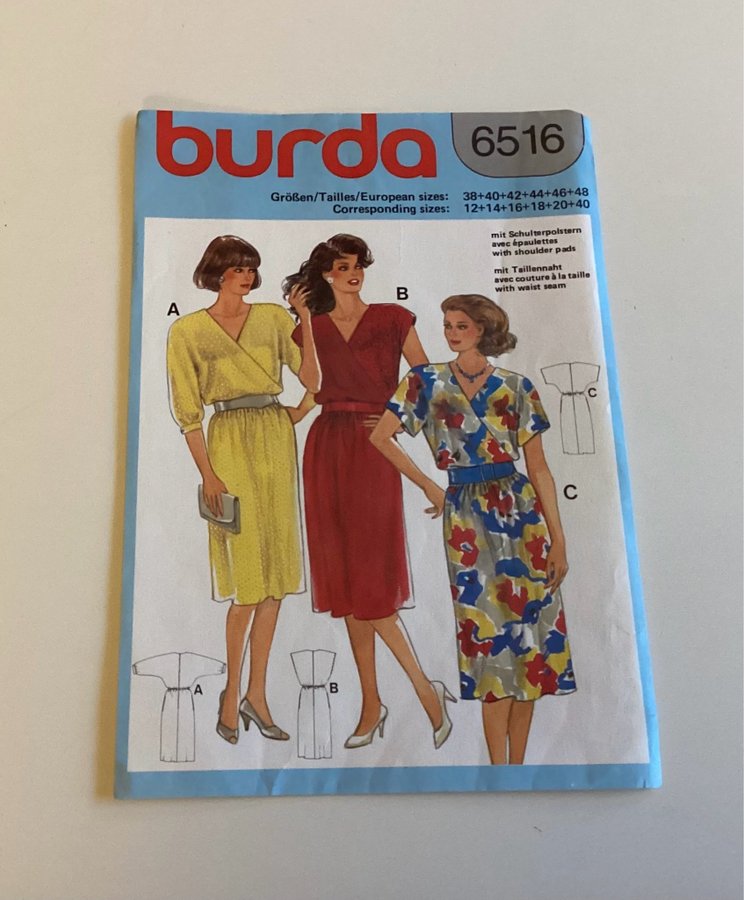 burda
6516
Größen/Tailles/European sizes: 38+40+42+44+46+48
Corresponding sizes: 12+14+16+18+20+40
mit Schulterpolstern
avec épaulettes
with shoulder pads
mit Taillennaht
avec couture à la taille
with waist seam
A
B
C
C
A
B